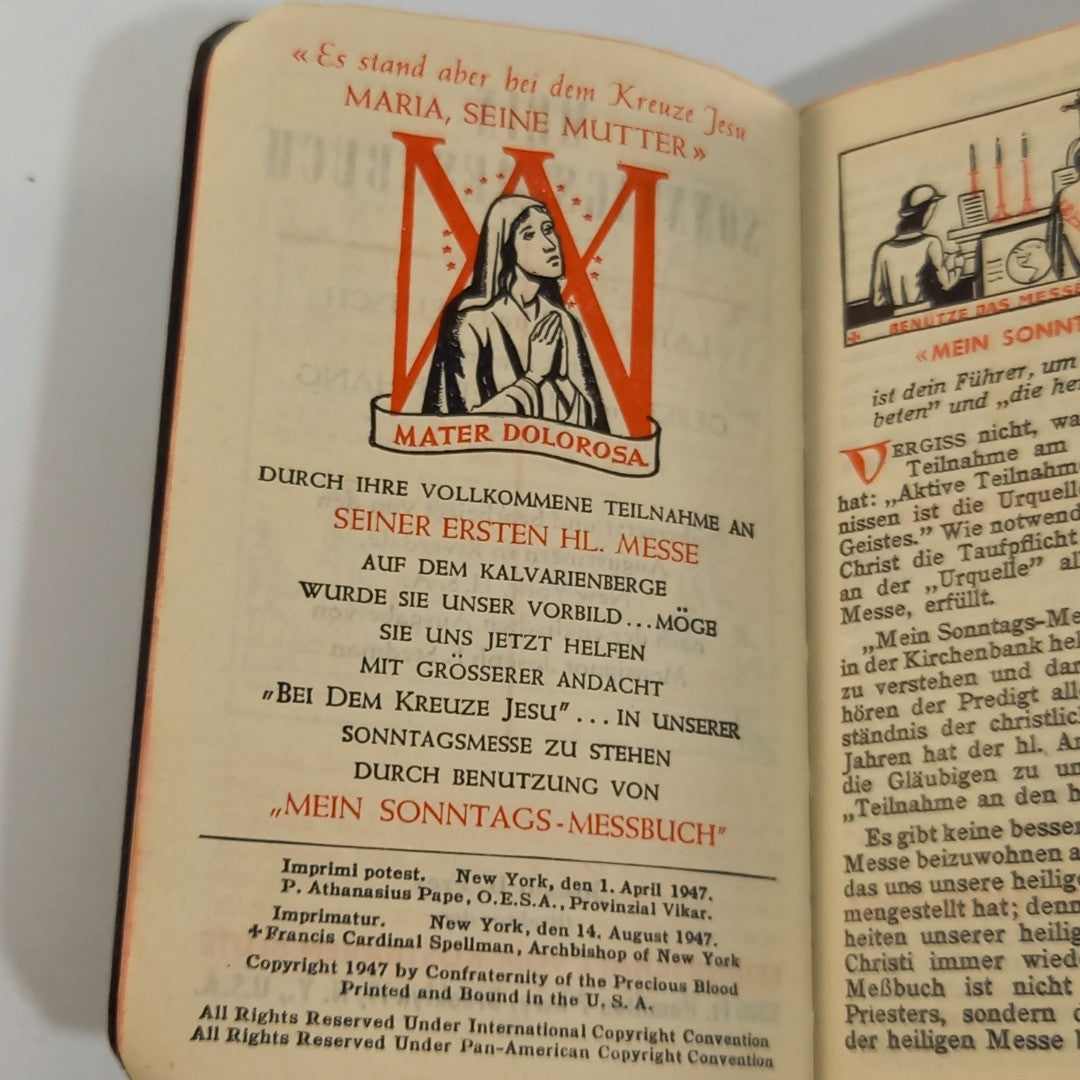 « Es stand aber bei dem Kreuze Jesu
MARIA, SEINE MUTTER»
MATER DOLOROSA
DURCH IHRE VOLLKOMMENE TEILNAHME AN
SEINER ERSTEN HL. MESSE
AUF DEM KALVARIENBERGE
WURDE SIE UNSER VORBILD...MÖGE
SIE UNS JETZT HELFEN
MIT GRÖSSERER ANDACHT
„BEI DEM KREUZE JESU”...IN UNSERER
SONNTAGSMESSE ZU STEHEN
DURCH BENUTZUNG VON
„MEIN SONNTAGS-MESSBUCH”
Imprimi potest. New York, den 1. April 1947.
P. Athanasius Pape, O.E.S.A., Provinzial Vikar.
Imprimatur. New York, den 14. August 1947.
✠Francis Cardinal Spellman, Archbishop of New York
Copyright 1947 by Confraternity of the Precious Blood
Printed and Bound in the U. S. A.
All Rights Reserved Under International Copyright Convention
All Rights Reserved Under Pan-American Copyright Convention
BENÜTZE DAS MESSB
«MEIN SONNT
ist dein Führer, um
beten” und „die he
VERGISS nicht, wa
Teilnahme am
hat: „Aktive Teilnahm
nissen ist die Urquelle
Geistes.” Wie notwend
Christ die Taufpflicht
an der „Urquelle” al
Messe, erfüllt.
„Mein Sonntags-Me
in der Kirchenbank hel
zu verstehen und dar
hören der Predigt all
ständnis der christlich
Jahren hat der hl. An
die Gläubigen zu un
„Teilnahme an den h
Es gibt keine besser
Messe beizuwohnen a
das uns unsere heilige
mengestellt hat; denn
heiten unserer heilig
Christi immer wied
Meßbuch ist nicht
Priesters, sondern d
der heiligen Messe b